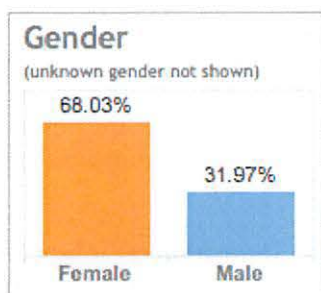 Gender
(unknown gender not shown)
68.03%
31.97%
Female
Male